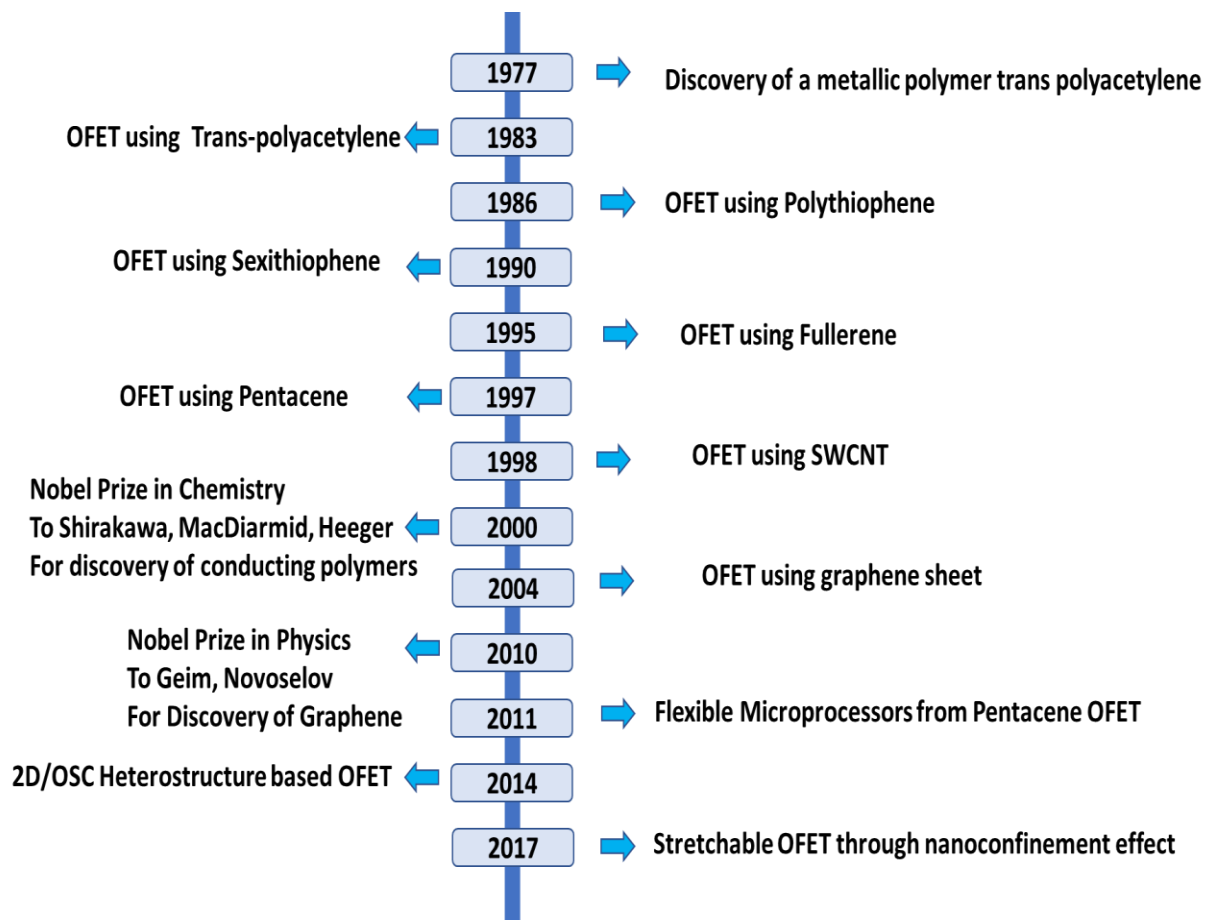 1977
Discovery of a metallic polymer trans polyacetylene
OFET using Trans-polyacetylene
1983
1986
OFET using Polythiophene
OFET using Sexithiophene
1990
1995
OFET using Fullerene
OFET using Pentacene
1997
1998
OFET using SWCNT
Nobel Prize in Chemistry
To Shirakawa, MacDiarmid, Heeger
For discovery of conducting polymers
2000
2004
OFET using graphene sheet
Nobel Prize in Physics
To Geim, Novoselov
For Discovery of Graphene
2010
2011
Flexible Microprocessors from Pentacene OFET
2D/OSC Heterostructure based OFET
2014
2017
Stretchable OFET through nanoconfinement effect